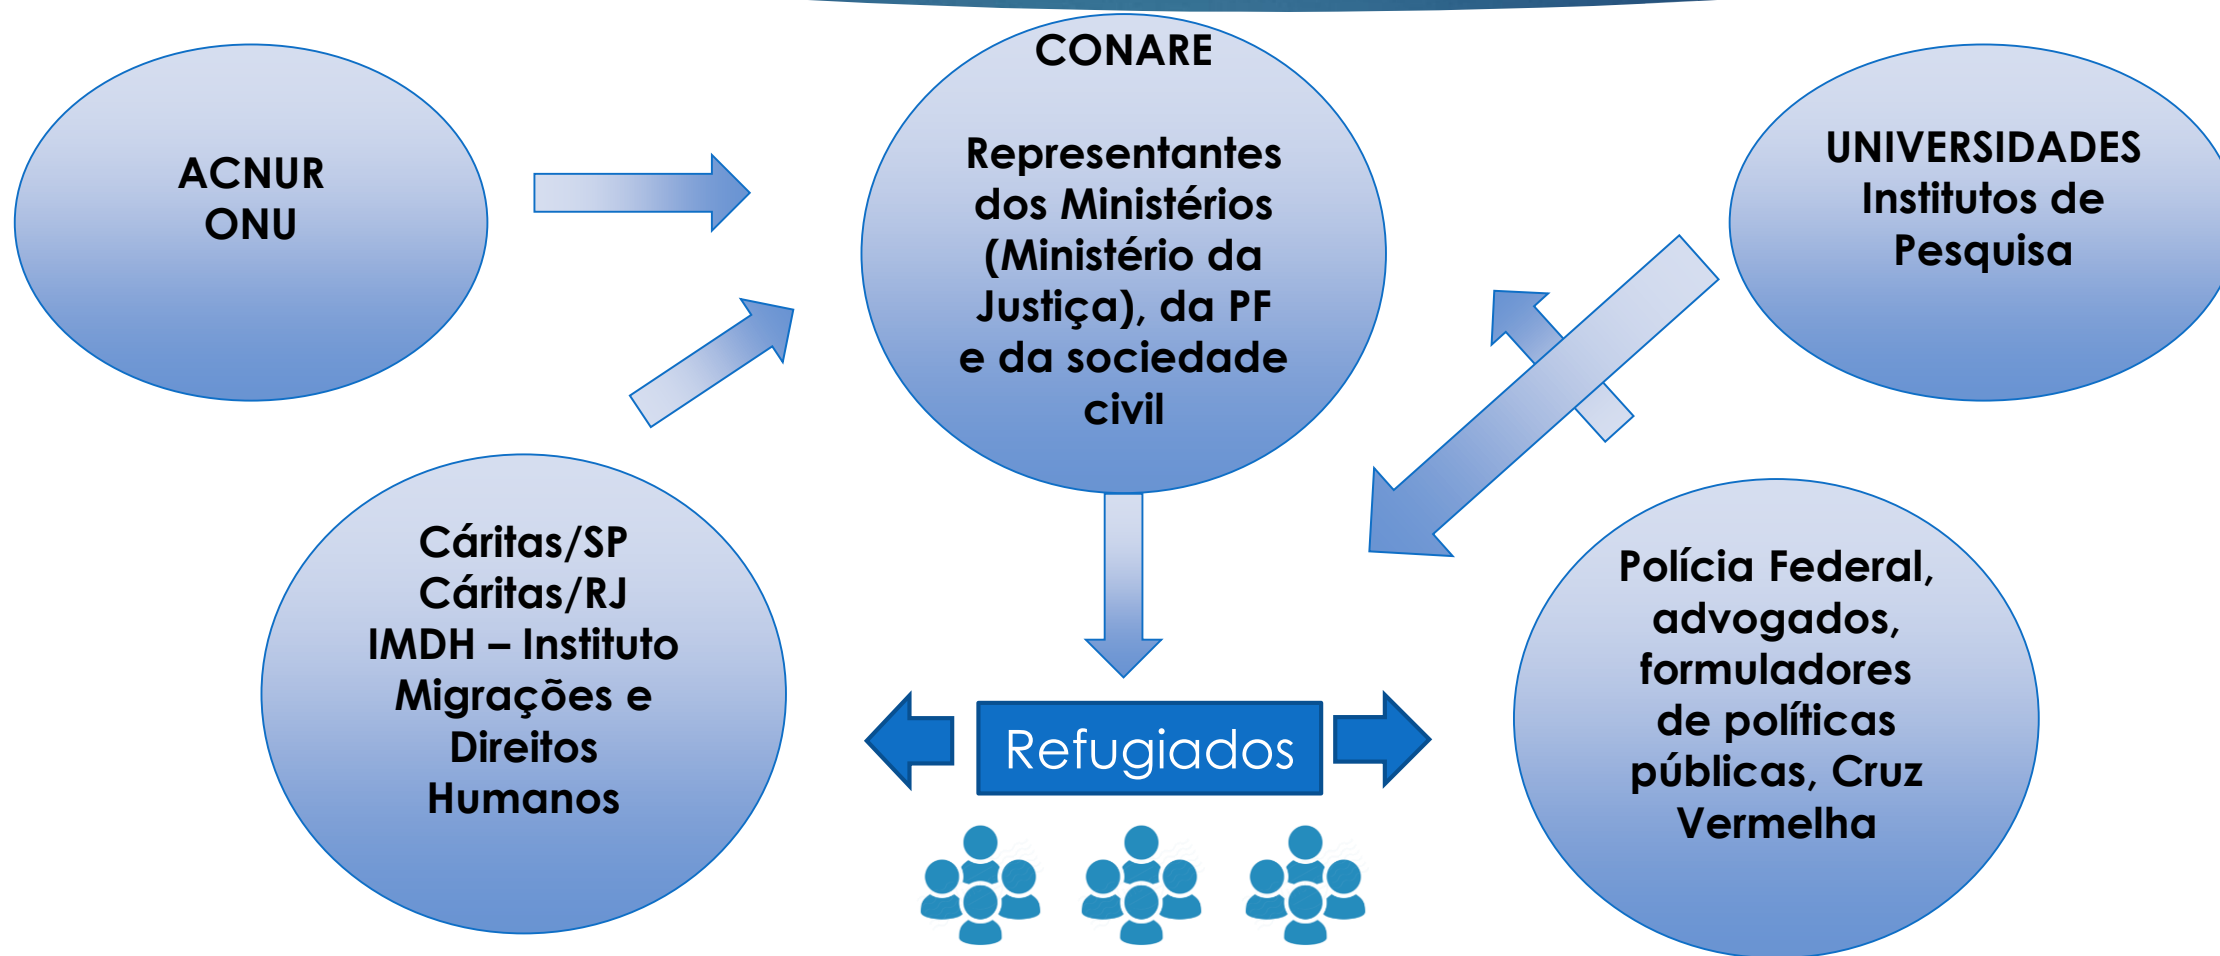 ACNUR
ONU
CONARE
Representantes
dos Ministérios
(Ministério da
Justiça), da PF
e da sociedade
civil
UNIVERSIDADES
Institutos de
Pesquisa
Cáritas/SP
Cáritas/RJ
IMDH – Instituto
Migrações e
Direitos
Humanos
Refugiados
Polícia Federal,
advogados,
formuladores
de políticas
públicas, Cruz
Vermelha